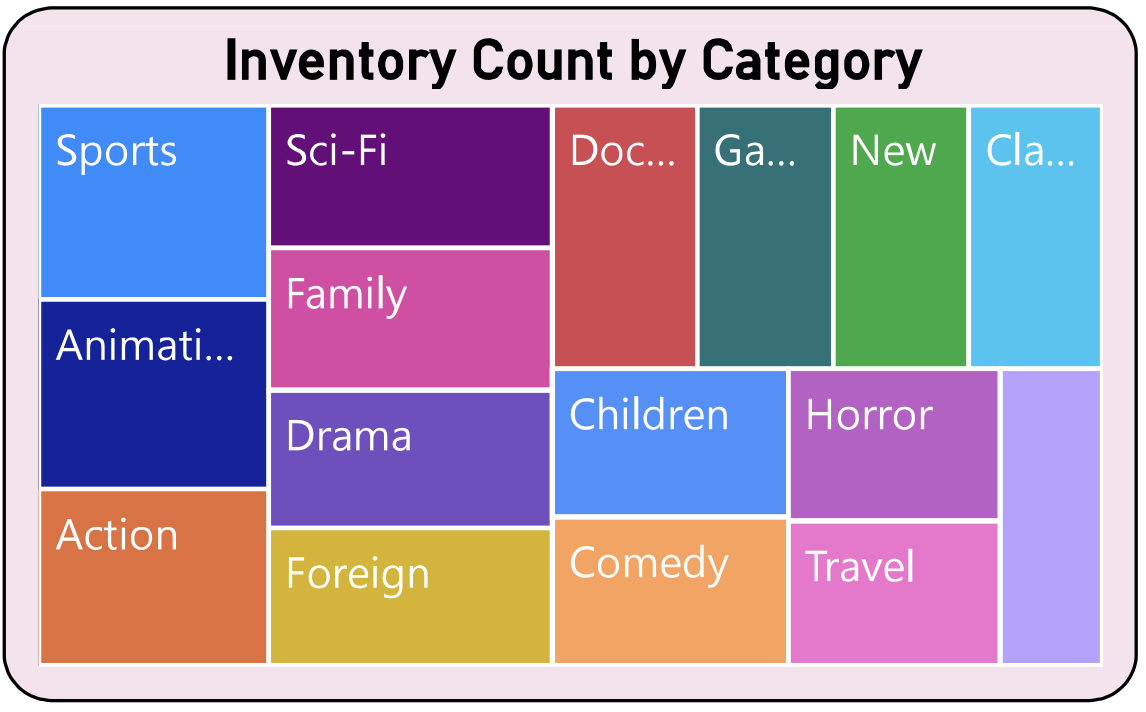 Inventory Count by Category
Sports
Animati...
Action
Sci-Fi
Family
Drama
Foreign
Doc...
Ga...
New
Cla...
Children
Comedy
Horror
Travel